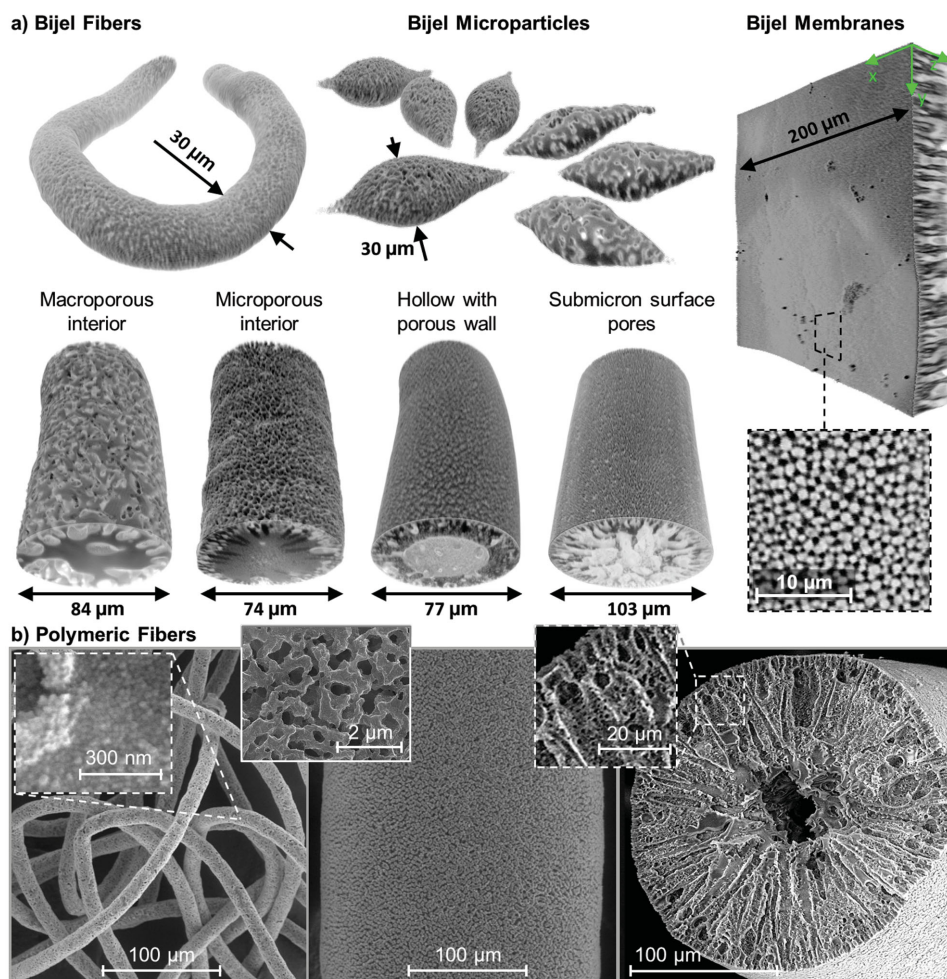 a) Bijel Fibers
Bijel Microparticles
Bijel Membranes
30 µm
30 µm
x
y
200 µm
Macroporous
interior
Microporous
interior
Hollow with
porous wall
Submicron surface
pores
84 µm
74 µm
77 µm
103 µm
10 µm
b) Polymeric Fibers
300 nm
2 µm
20 µm
100 µm
100 µm
100 µm